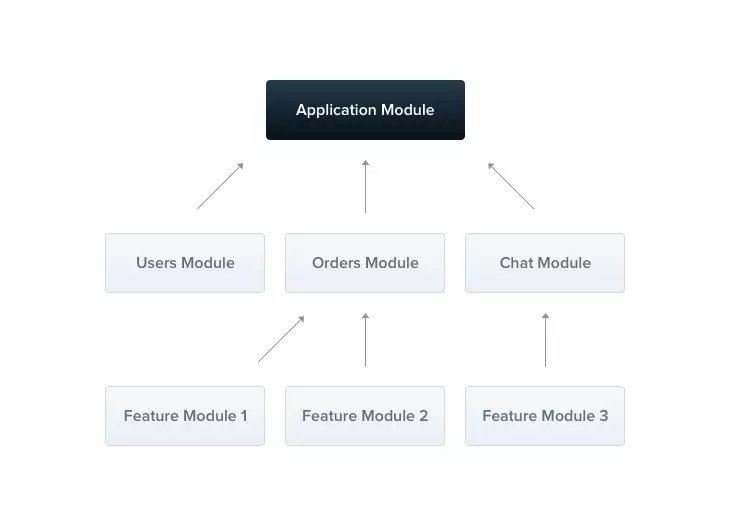 Application Module
Users Module
Orders Module
Chat Module
Feature Module 1
Feature Module 2
Feature Module 3